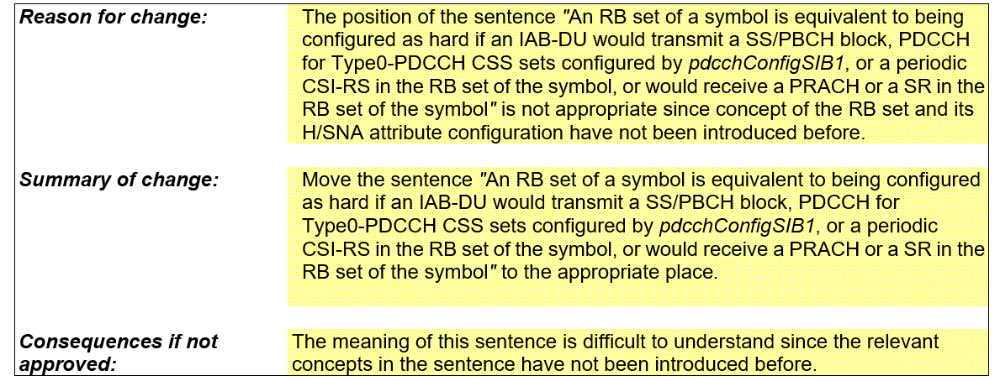 Reason for change: The position of the sentence "An RB set of a symbol is equivalent to being
configured as hard if an IAB-DU would transmit a SS/PBCH block, PDCCH
for Type0-PDCCH CSS sets configured by pdcchConfigSIB1, or a periodic
CSI-RS in the RB set of the symbol, or would receive a PRACH or a SR in the
RB set of the symbol" is not appropriate since concept of the RB set and its
H/SNA attribute configuration have not been introduced before.
Summary of change: Move the sentence "An RB set of a symbol is equivalent to being configured
as hard if an IAB-DU would transmit a SS/PBCH block, PDCCH for
Type0-PDCCH CSS sets configured by pdcchConfigSIB1, or a periodic
CSI-RS in the RB set of the symbol, or would receive a PRACH or a SR in the
RB set of the symbol" to the appropriate place.
Consequences if not The meaning of this sentence is difficult to understand since the relevant
approved: concepts in the sentence have not been introduced before.